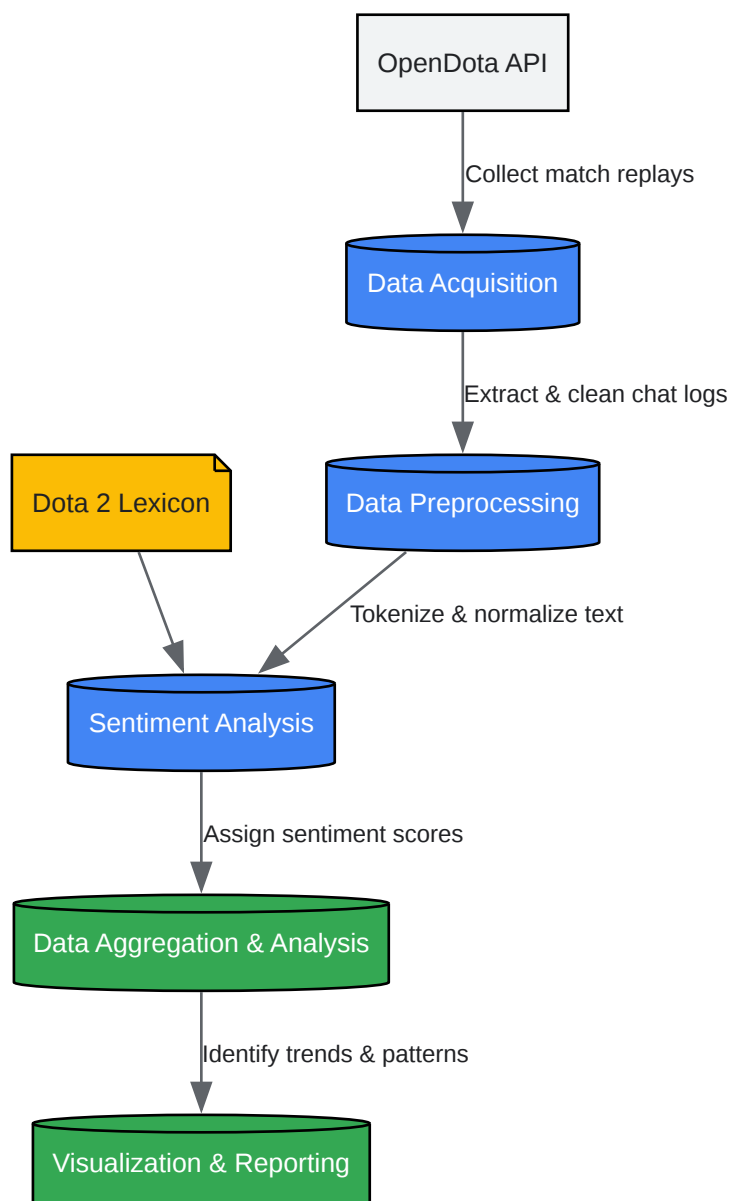 OpenDota API
Collect match replays
Data Acquisition
Extract & clean chat logs
Dota 2 Lexicon
Data Preprocessing
Tokenize & normalize text
Sentiment Analysis
Assign sentiment scores
Data Aggregation & Analysis
Identify trends & patterns
Visualization & Reporting